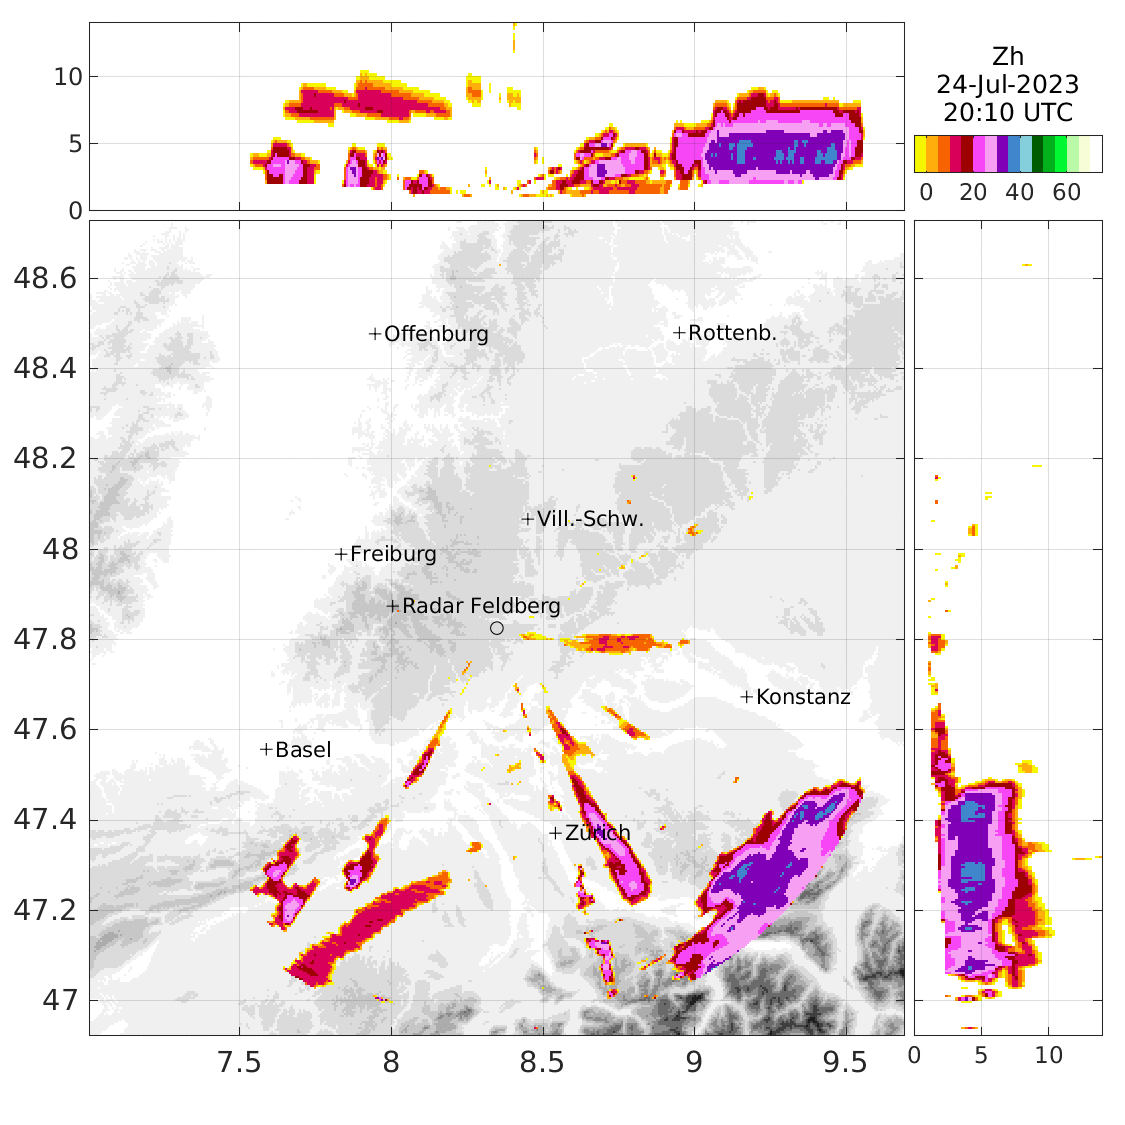 10
5
0
Zh
24-Jul-2023
20:10 UTC
0 20 40 60
48.6
48.4
48.2
48
47.8
47.6
47.4
47.2
47
+Offenburg
+Rottenb.
+Vill.-Schw.
+Freiburg
+Radar Feldberg
+Konstanz
+Basel
+Zürich
7.5 8 8.5 9 9.5
0 5 10